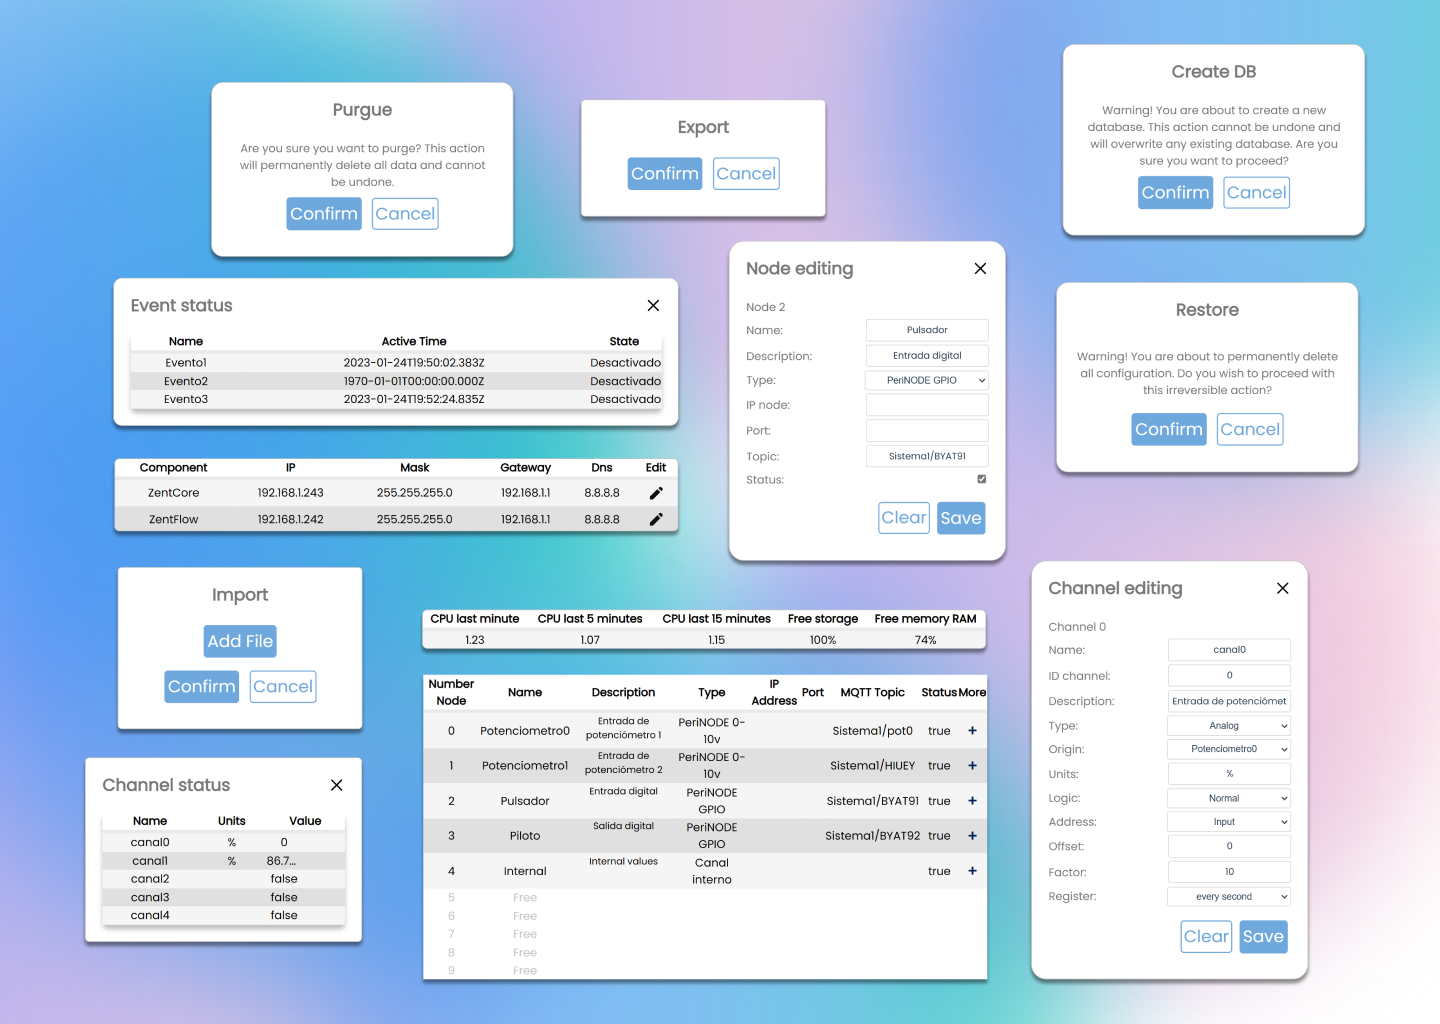 Purgue
Are you sure you want to purge? This action
will permanently delete all data and cannot
be undone.
Confirm Cancel
Export
Confirm Cancel
Create DB
Warning! You are about to create a new
database. This action cannot be undone and
will overwrite any existing database. Are you
sure you want to proceed?
Confirm Cancel
Event status
Name Active Time State
Evento1 2023-01-24T19:50:02.383Z Desactivado
Evento2 1970-01-01T00:00:00.000Z Desactivado
Evento3 2023-01-24T19:52:24.835Z Desactivado
Node editing
Node 2
Name: Pulsador
Description: Entrada digital
Type: PeriNODE GPIO
IP node:
Port:
Topic: Sistema1/BYAT91
Status:
Clear Save
Restore
Warning! You are about to permanently delete
all configuration. Do you wish to proceed with
this irreversible action?
Confirm Cancel
Component IP Mask Gateway Dns Edit
ZentCore 192.168.1.243 255.255.255.0 192.168.1.1 8.8.8.8
ZentFlow 192.168.1.242 255.255.255.0 192.168.1.1 8.8.8.8
Import
Add File
Confirm Cancel
CPU last minute CPU last 5 minutes CPU last 15 minutes Free storage Free memory RAM
1.23 1.07 1.15 100% 74%
Channel editing
Channel 0
Name: canal0
ID channel: 0
Description: Entrada de potenciómet
Type: Analog
Origin: Potenciometro0
Units: %
Logic: Normal
Address: Input
Offset: 0
Factor: 10
Register: every second
Clear Save
Channel status
Name Units Value
canal0 % 0
canal1 % 86.7...
canal2 false
canal3 false
canal4 false
Number
Node Name Description Type IP
Address Port MQTT Topic Status More
0 Potenciometro0 Entrada de
potenciómetro 1 PeriNODE 0-
10v Sistema1/pot0 true +
1 Potenciometro1 Entrada de
potenciómetro 2 PeriNODE 0-
10v Sistema1/HIUEY true +
2 Pulsador Entrada digital PeriNODE
GPIO Sistema1/BYAT91 true +
3 Piloto Salida digital PeriNODE
GPIO Sistema1/BYAT92 true +
4 Internal Internal values Canal
interno true +
5 Free
6 Free
7 Free
8 Free
9 Free